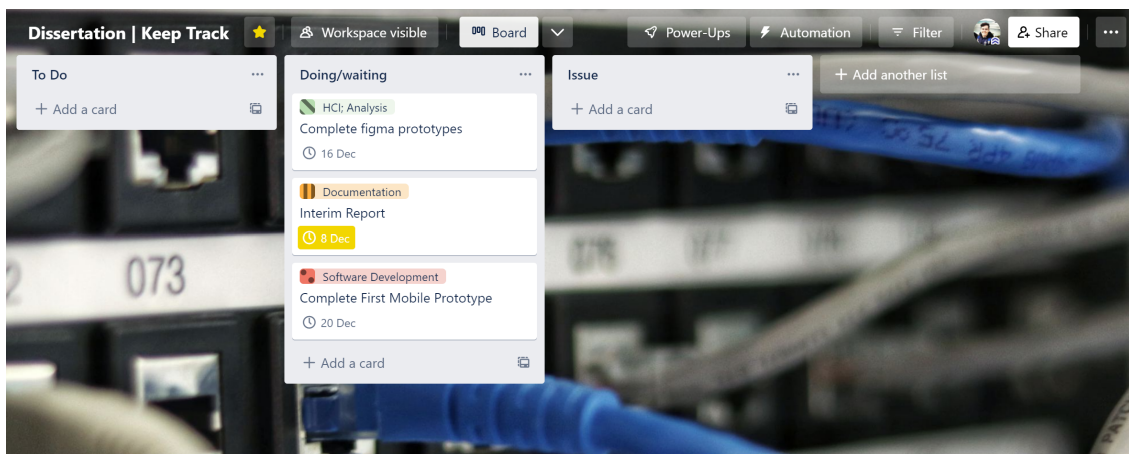 Dissertation | Keep Track
Workspace visible
Board
Power-Ups
Automation
Filter
Share
To Do
+ Add a card
Doing/waiting
HCI; Analysis
Complete figma prototypes
16 Dec
Documentation
Interim Report
8 Dec
Software Development
Complete First Mobile Prototype
20 Dec
+ Add a card
Issue
+ Add a card
+ Add another list
073
076
077